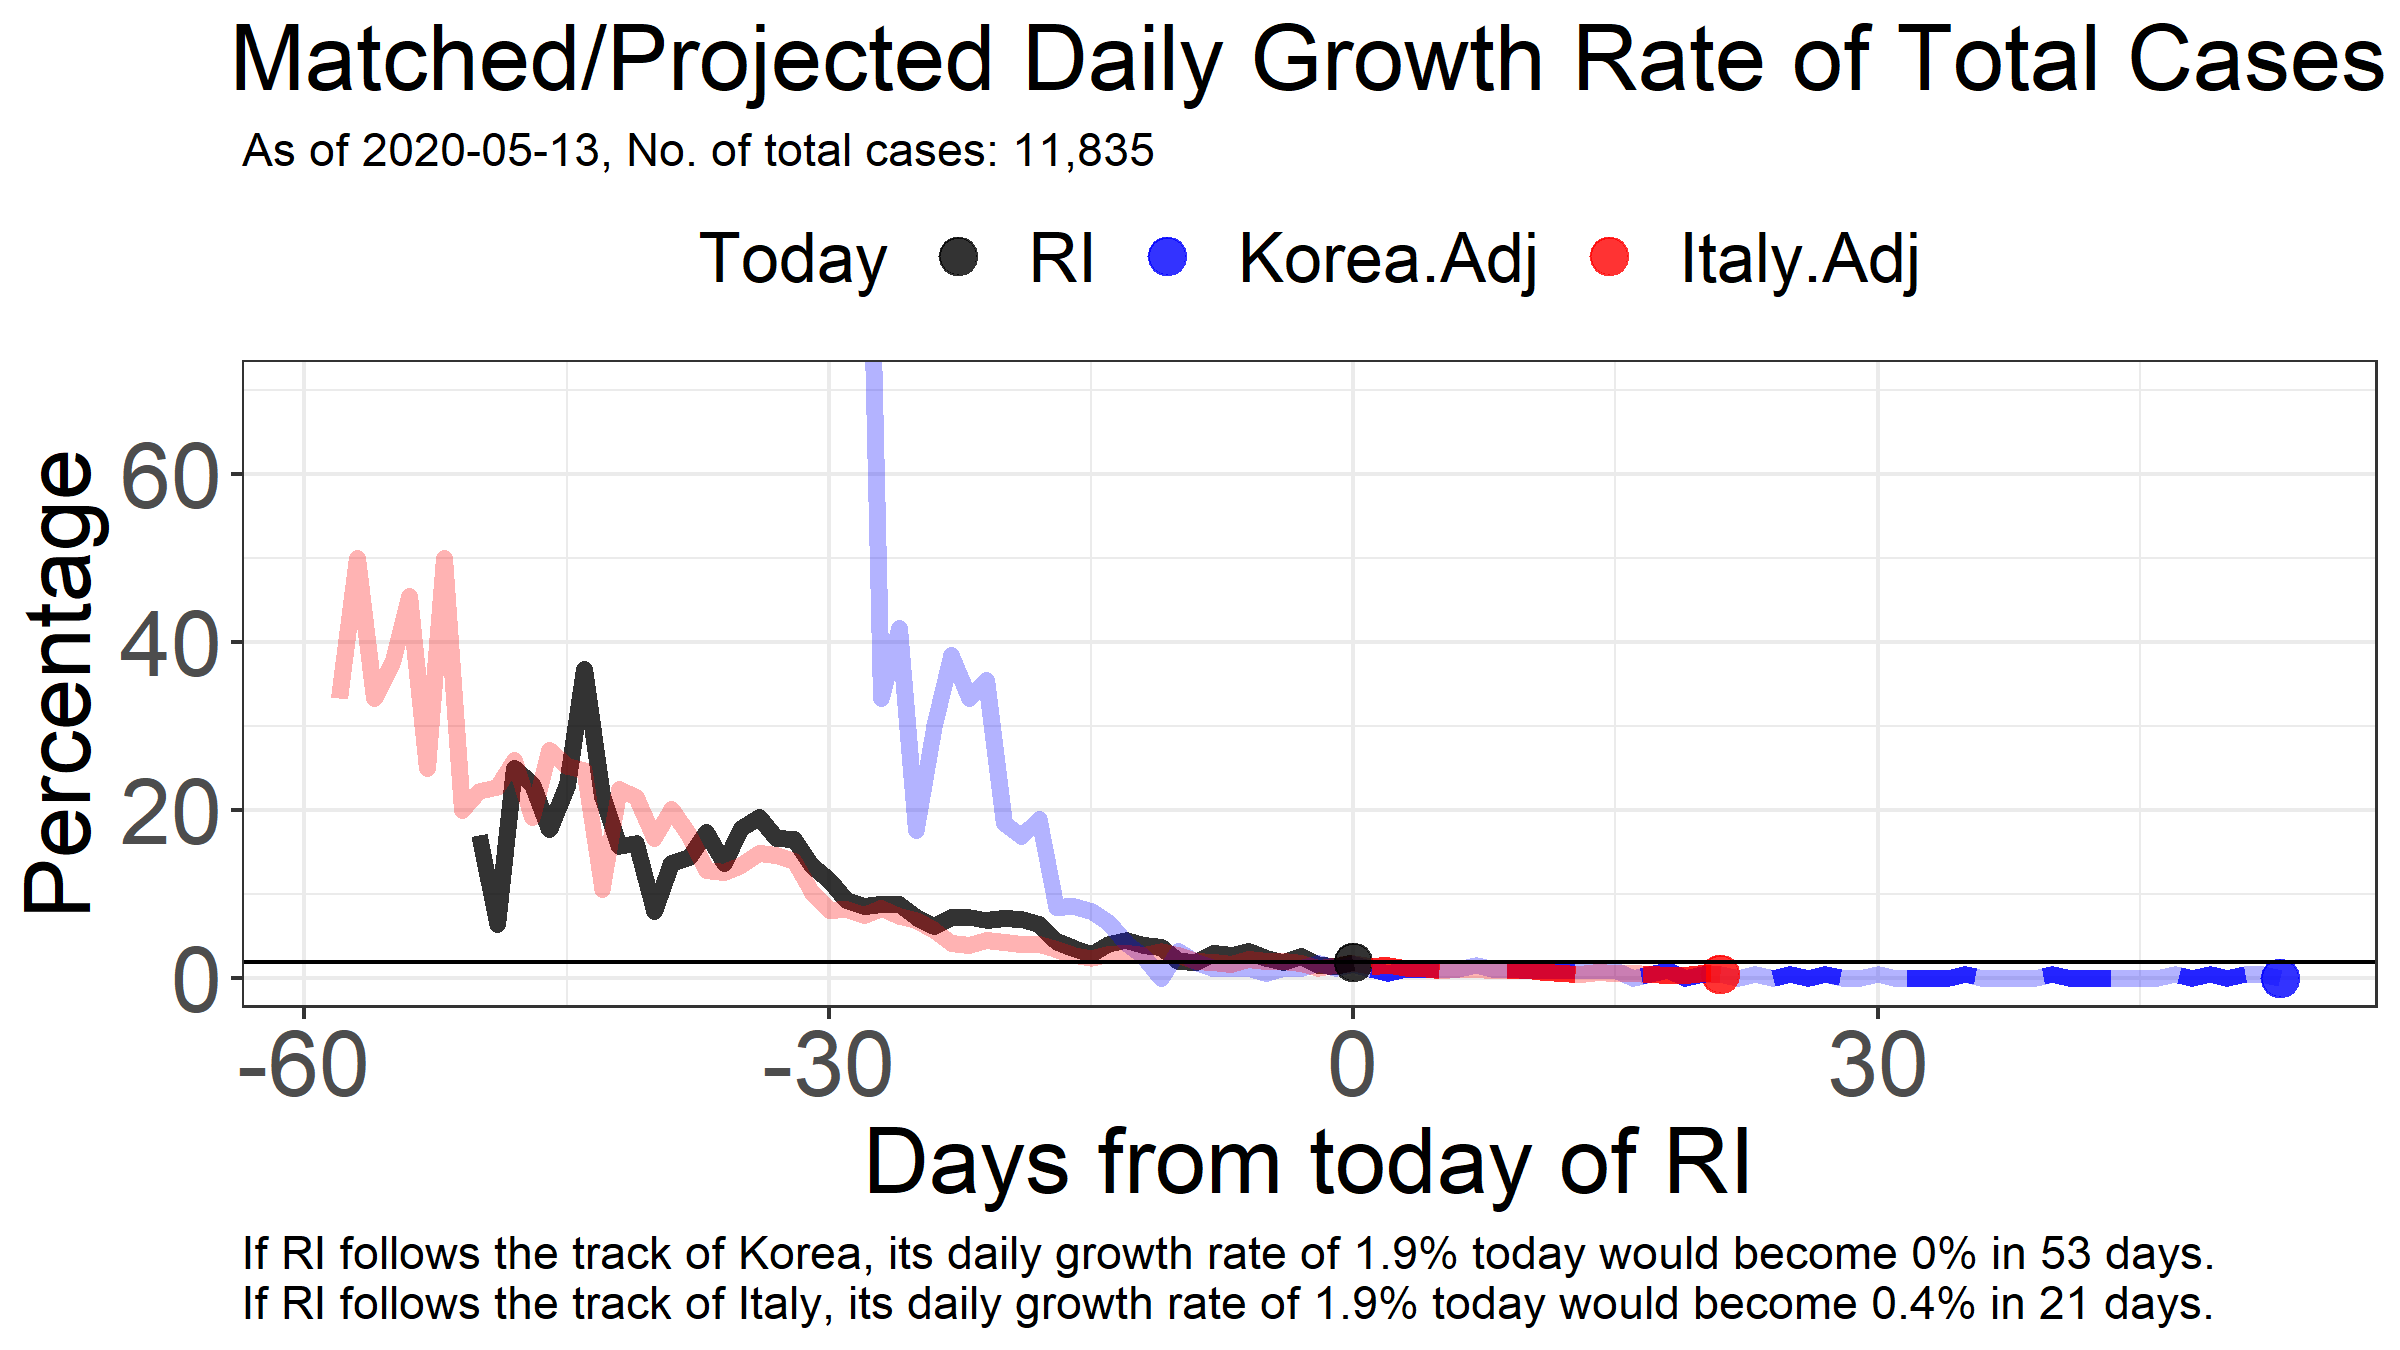 Matched/Projected Daily Growth Rate of Total Cases
As of 2020-05-13, No. of total cases: 11,835
Today RI Korea.Adj Italy.Adj
Percentage
60
40
20
0
-60 -30 0 30
Days from today of RI
If RI follows the track of Korea, its daily growth rate of 1.9% today would become 0% in 53 days.
If RI follows the track of Italy, its daily growth rate of 1.9% today would become 0.4% in 21 days.